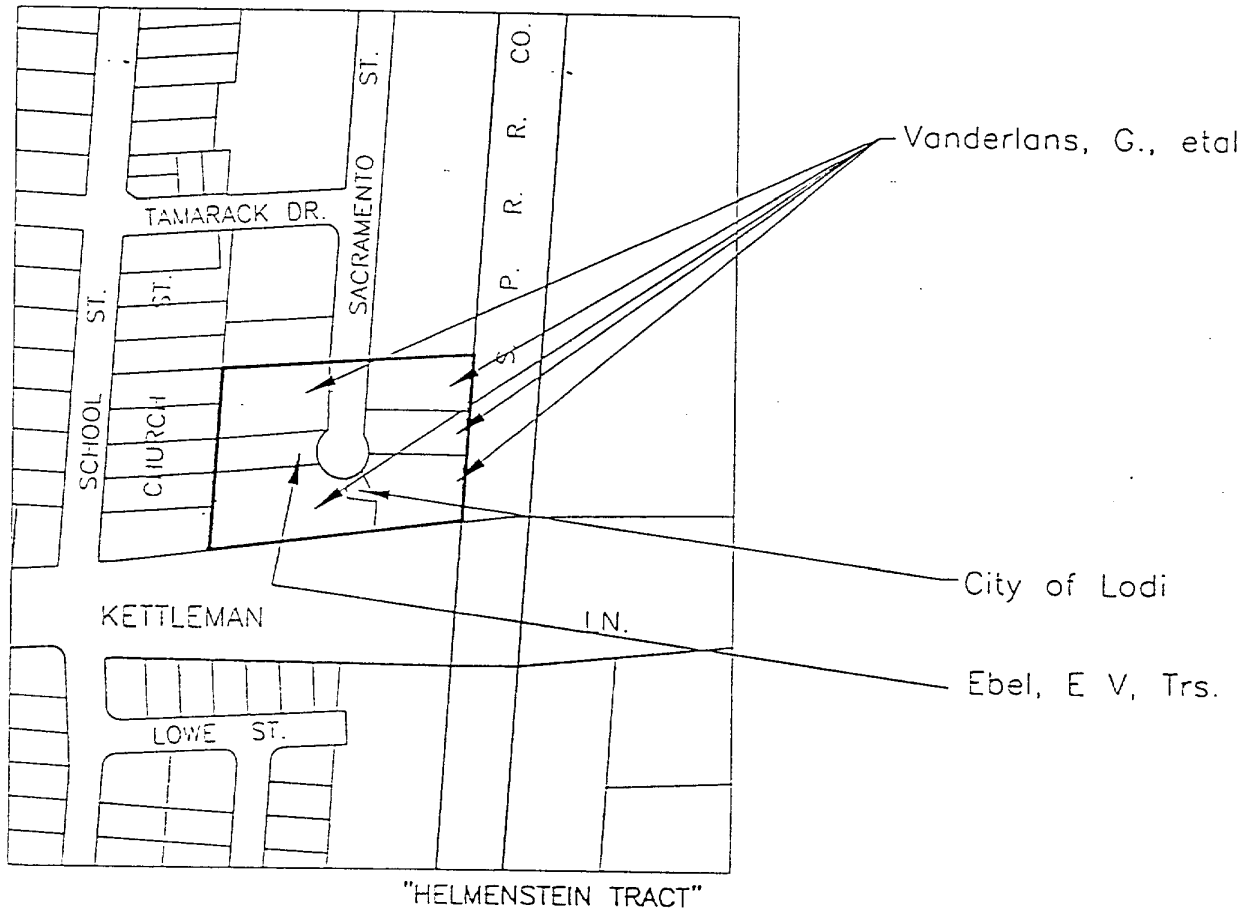 S. P. R. R. CO.
SACRAMENTO ST.
Vanderlans, G., etal
TAMARACK DR.
SCHOOL ST.
CHURCH ST.
City of Lodi
KETTLEMAN LN.
Ebel, E V, Trs.
LOWE ST.
"HELMENSTEIN TRACT"